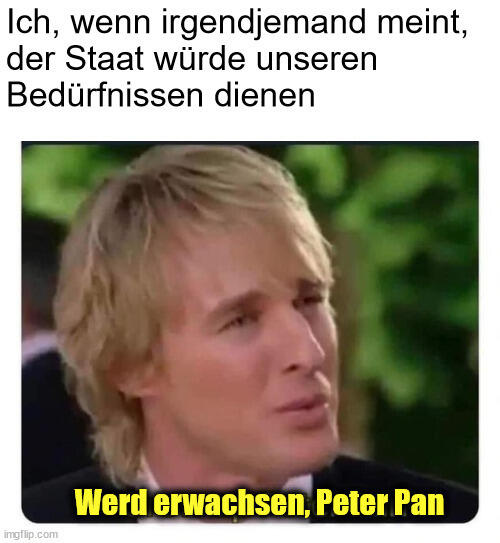 Ich, wenn irgendjemand meint,
der Staat würde unseren
Bedürfnissen dienen
Werd erwachsen, Peter Pan
imgflip.com